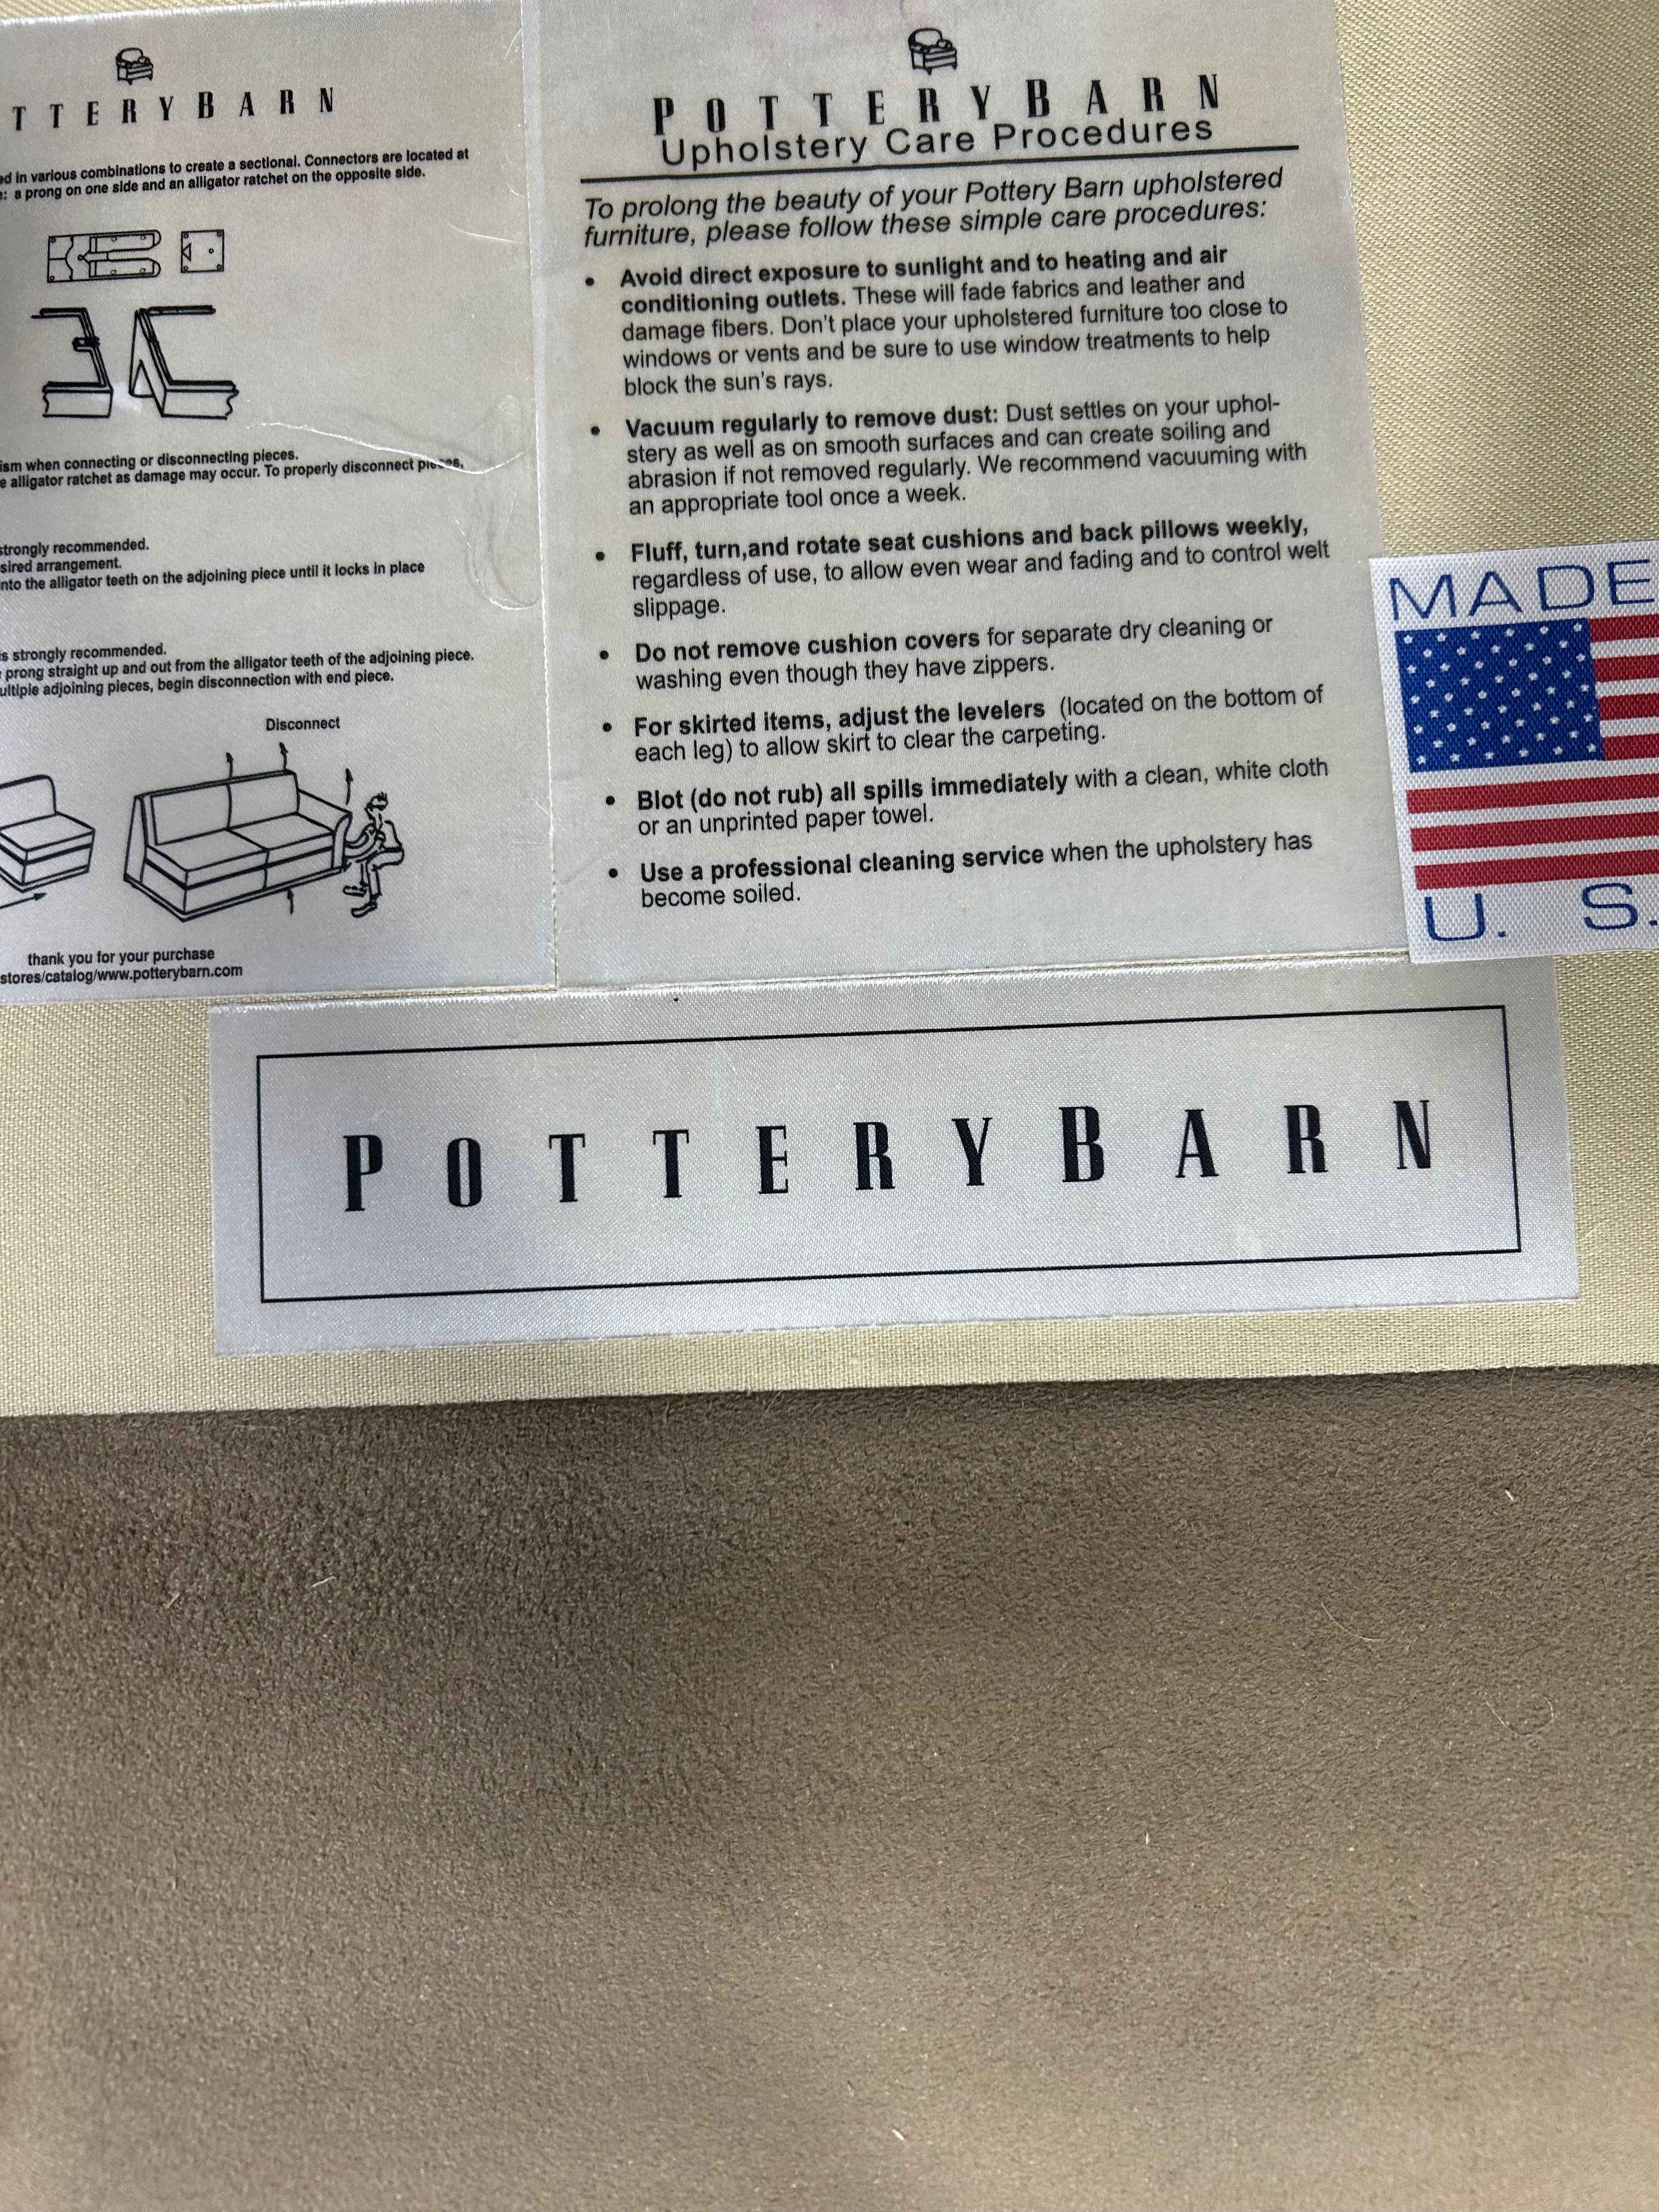 TTERYBARN
ed in various combinations to create a sectional. Connectors are located at
: a prong on one side and an alligator ratchet on the opposite side.
ism when connecting or disconnecting pieces.
e alligator ratchet as damage may occur. To properly disconnect pieces,
strongly recommended.
sired arrangement.
nto the alligator teeth on the adjoining piece until it locks in place
s strongly recommended.
prong straight up and out from the alligator teeth of the adjoining piece.
ultiple adjoining pieces, begin disconnection with end piece.
Disconnect
thank you for your purchase
stores/catalog/www.potterybarn.com
POTTERYBARN
Upholstery Care Procedures
To prolong the beauty of your Pottery Barn upholstered
furniture, please follow these simple care procedures:
• Avoid direct exposure to sunlight and to heating and air
conditioning outlets. These will fade fabrics and leather and
damage fibers. Don't place your upholstered furniture too close to
windows or vents and be sure to use window treatments to help
block the sun's rays.
• Vacuum regularly to remove dust: Dust settles on your uphol-
stery as well as on smooth surfaces and can create soiling and
abrasion if not removed regularly. We recommend vacuuming with
an appropriate tool once a week.
• Fluff, turn,and rotate seat cushions and back pillows weekly,
regardless of use, to allow even wear and fading and to control welt
slippage.
• Do not remove cushion covers for separate dry cleaning or
washing even though they have zippers.
• For skirted items, adjust the levelers (located on the bottom of
each leg) to allow skirt to clear the carpeting.
• Blot (do not rub) all spills immediately with a clean, white cloth
or an unprinted paper towel.
• Use a professional cleaning service when the upholstery has
become soiled.
MADE
U. S.
POTTERYBARN